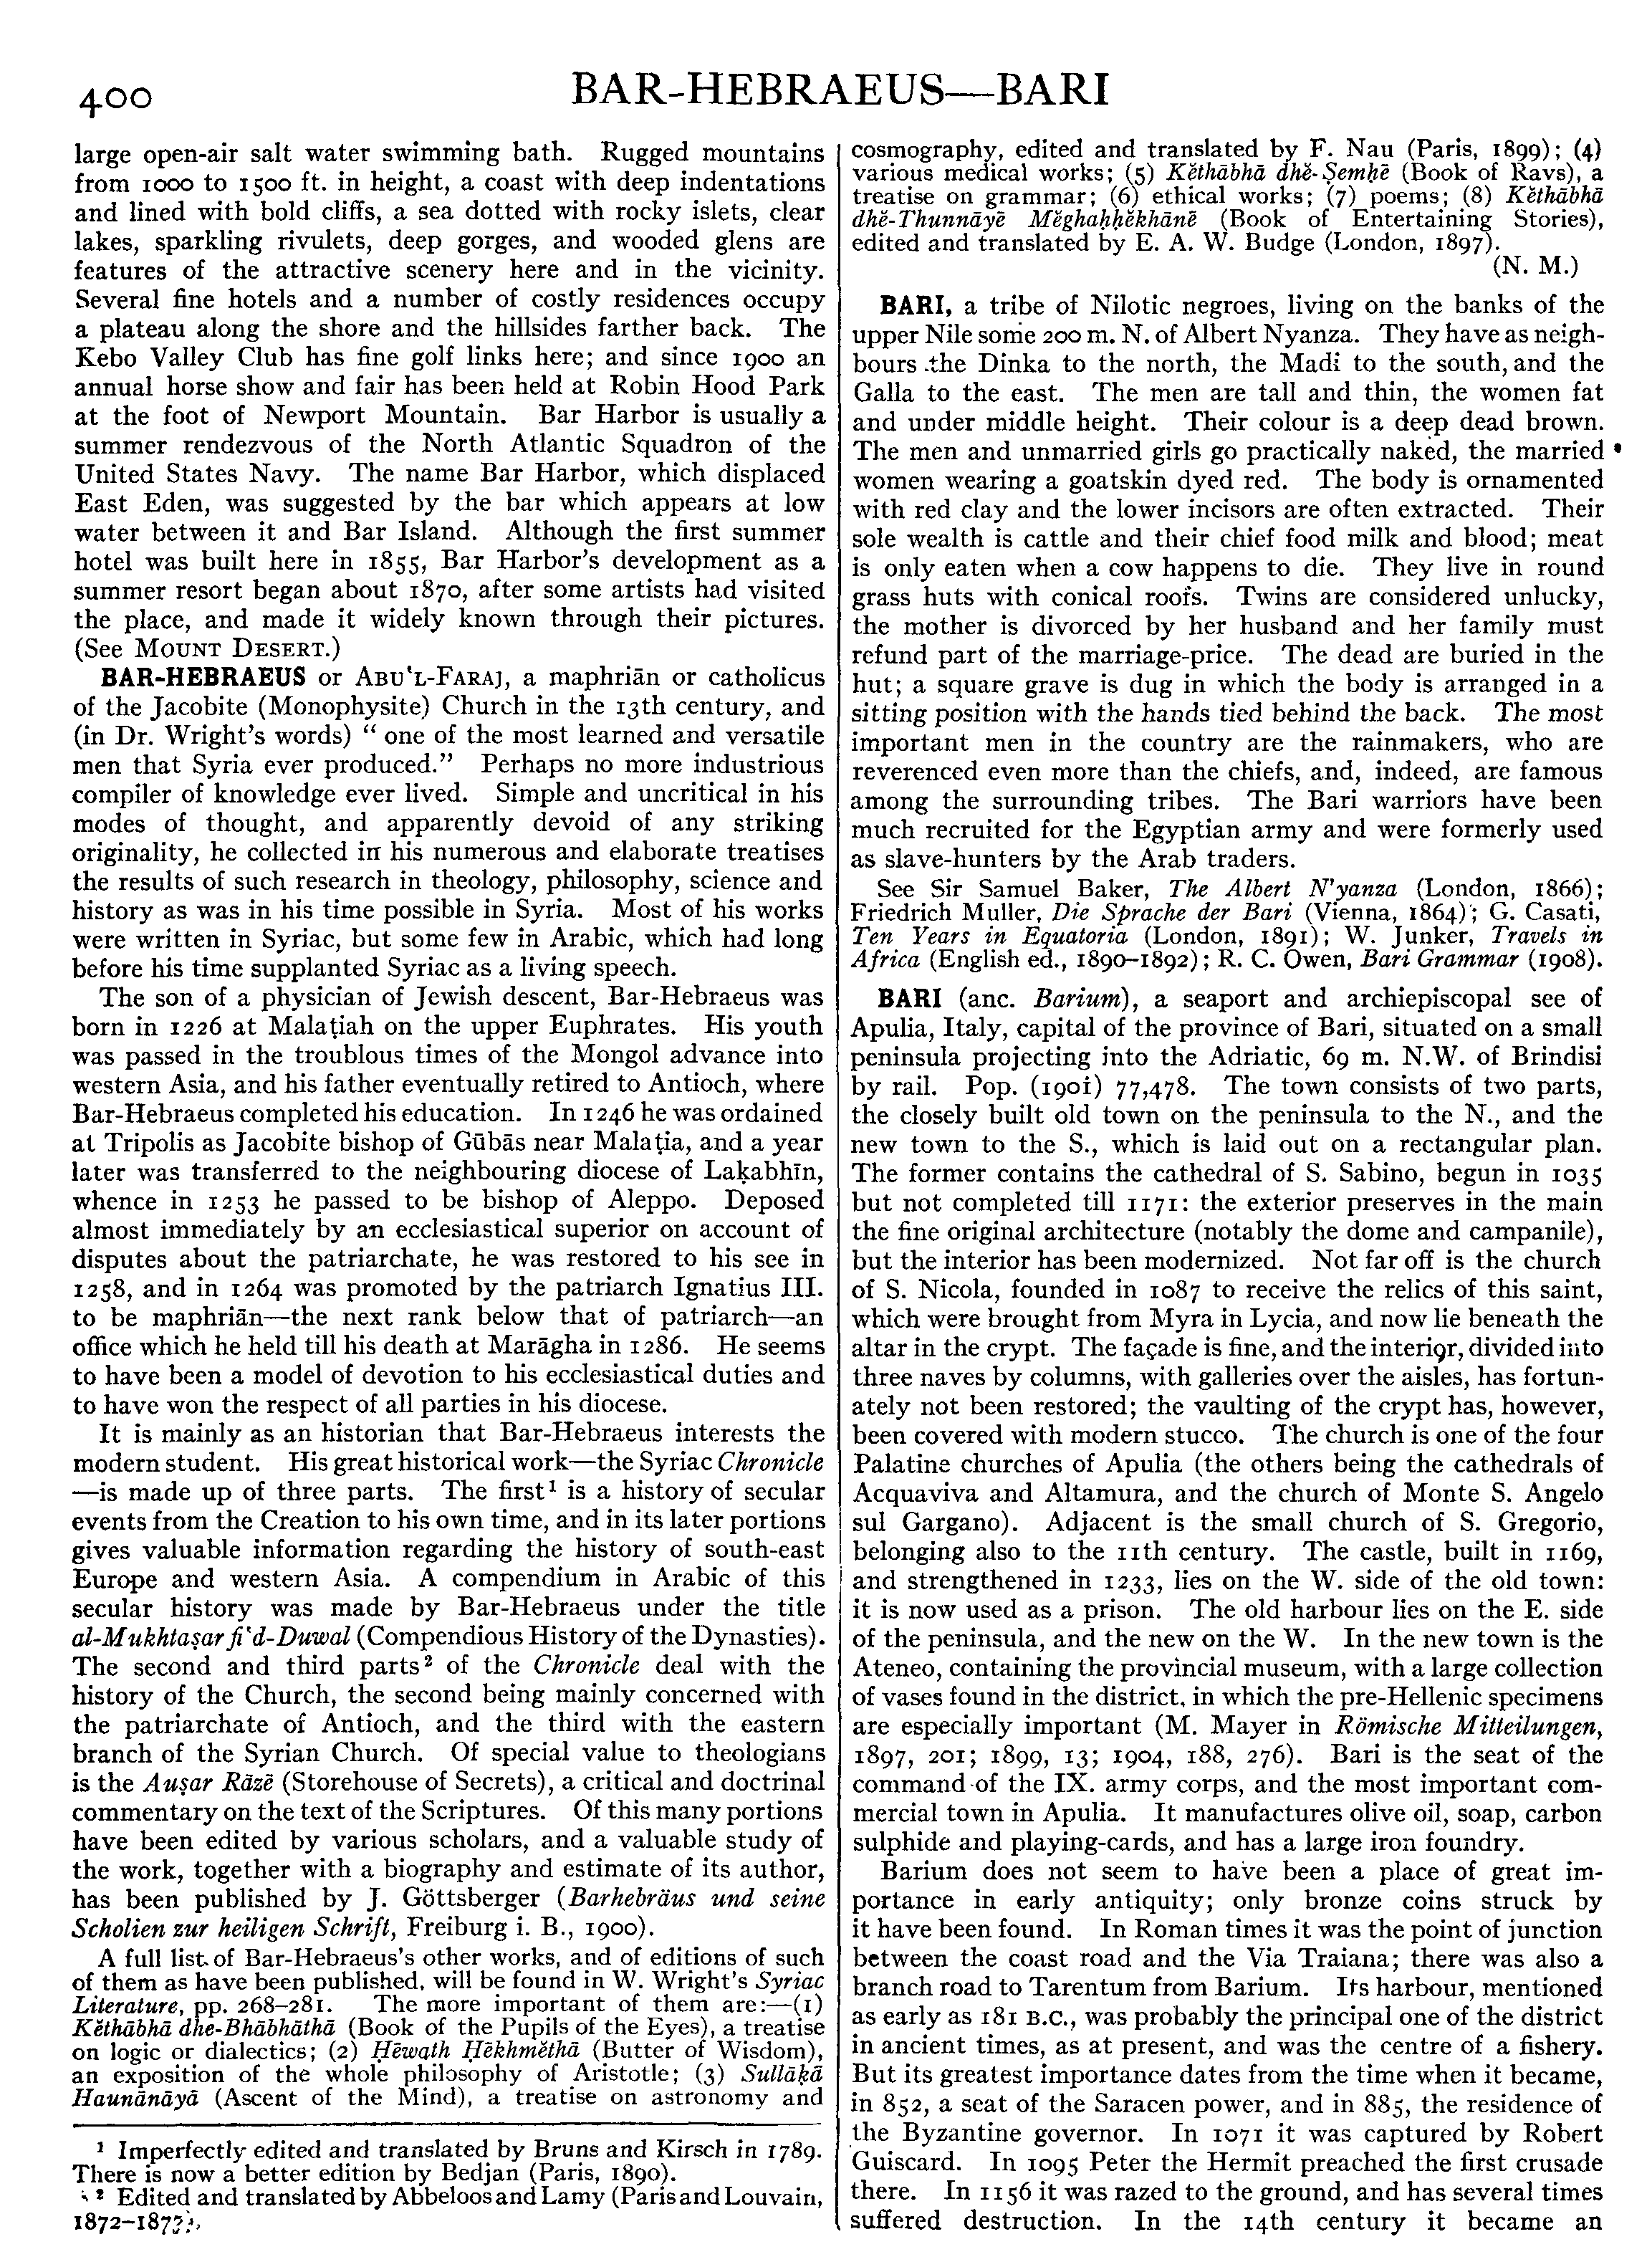 400
BAR-HEBRAEUS—BARI
large open-air salt water swimming bath. Rugged mountains
from 1000 to 1500 ft. in height, a coast with deep indentations
and lined with bold cliffs, a sea dotted with rocky islets, clear
lakes, sparkling rivulets, deep gorges, and wooded glens are
features of the attractive scenery here and in the vicinity.
Several fine hotels and a number of costly residences occupy
a plateau along the shore and the hillsides farther back. The
Kebo Valley Club has fine golf links here; and since 1900 an
annual horse show and fair has been held at Robin Hood Park
at the foot of Newport Mountain. Bar Harbor is usually a
summer rendezvous of the North Atlantic Squadron of the
United States Navy. The name Bar Harbor, which displaced
East Eden, was suggested by the bar which appears at low
water between it and Bar Island. Although the first summer
hotel was built here in 1855, Bar Harbor's development as a
summer resort began about 1870, after some artists had visited
the place, and made it widely known through their pictures.
(See MOUNT DESERT.)
BAR-HEBRAEUS or ABU‛L-FARAJ, a maphriān or catholicus
of the Jacobite (Monophysite) Church in the 13th century, and
(in Dr. Wright's words) “ one of the most learned and versatile
men that Syria ever produced.” Perhaps no more industrious
compiler of knowledge ever lived. Simple and uncritical in his
modes of thought, and apparently devoid of any striking
originality, he collected in his numerous and elaborate treatises
the results of such research in theology, philosophy, science and
history as was in his time possible in Syria. Most of his works
were written in Syriac, but some few in Arabic, which had long
before his time supplanted Syriac as a living speech.
The son of a physician of Jewish descent, Bar-Hebraeus was
born in 1226 at Malaṭiah on the upper Euphrates. His youth
was passed in the troublous times of the Mongol advance into
western Asia, and his father eventually retired to Antioch, where
Bar-Hebraeus completed his education. In 1246 he was ordained
at Tripolis as Jacobite bishop of Gūbās near Malaṭia, and a year
later was transferred to the neighbouring diocese of Laḳabhīn,
whence in 1253 he passed to be bishop of Aleppo. Deposed
almost immediately by an ecclesiastical superior on account of
disputes about the patriarchate, he was restored to his see in
1258, and in 1264 was promoted by the patriarch Ignatius III.
to be maphriān—the next rank below that of patriarch—an
office which he held till his death at Marāgha in 1286. He seems
to have been a model of devotion to his ecclesiastical duties and
to have won the respect of all parties in his diocese.
It is mainly as an historian that Bar-Hebraeus interests the
modern student. His great historical work—the Syriac Chronicle
—is made up of three parts. The first¹ is a history of secular
events from the Creation to his own time, and in its later portions
gives valuable information regarding the history of south-east
Europe and western Asia. A compendium in Arabic of this
secular history was made by Bar-Hebraeus under the title
al-Mukhtaṣar fi‛d-Duwal (Compendious History of the Dynasties).
The second and third parts² of the Chronicle deal with the
history of the Church, the second being mainly concerned with
the patriarchate of Antioch, and the third with the eastern
branch of the Syrian Church. Of special value to theologians
is the Auṣar Rāzē (Storehouse of Secrets), a critical and doctrinal
commentary on the text of the Scriptures. Of this many portions
have been edited by various scholars, and a valuable study of
the work, together with a biography and estimate of its author,
has been published by J. Göttsberger (Barhebräus und seine
Scholien zur heiligen Schrift, Freiburg i. B., 1900).
A full list of Bar-Hebraeus's other works, and of editions of such
of them as have been published, will be found in W. Wright's Syriac
Literature, pp. 268–281. The more important of them are:—(1)
Kĕthābhā dhe-Bhābhāthā (Book of the Pupils of the Eyes), a treatise
on logic or dialectics; (2) Ḥēwath Ḥĕkhmĕthā (Butter of Wisdom),
an exposition of the whole philosophy of Aristotle; (3) Sullāḳā
Haunānāyā (Ascent of the Mind), a treatise on astronomy and
¹ Imperfectly edited and translated by Bruns and Kirsch in 1789.
There is now a better edition by Bedjan (Paris, 1890).
² Edited and translated by Abbeloos and Lamy (Paris and Louvain,
1872–1877).
cosmography, edited and translated by F. Nau (Paris, 1899); (4)
various medical works; (5) Kĕthābhā dhĕ-Ṣemḥē (Book of Ravs), a
treatise on grammar; (6) ethical works; (7) poems; (8) Kĕthābhā
dhĕ-Thunnāyē Mĕghaḥḥĕkhānē (Book of Entertaining Stories),
edited and translated by E. A. W. Budge (London, 1897).
(N. M.)
BARI, a tribe of Nilotic negroes, living on the banks of the
upper Nile some 200 m. N. of Albert Nyanza. They have as neigh-
bours the Dinka to the north, the Madi to the south, and the
Galla to the east. The men are tall and thin, the women fat
and under middle height. Their colour is a deep dead brown.
The men and unmarried girls go practically naked, the married
women wearing a goatskin dyed red. The body is ornamented
with red clay and the lower incisors are often extracted. Their
sole wealth is cattle and their chief food milk and blood; meat
is only eaten when a cow happens to die. They live in round
grass huts with conical roofs. Twins are considered unlucky,
the mother is divorced by her husband and her family must
refund part of the marriage-price. The dead are buried in the
hut; a square grave is dug in which the body is arranged in a
sitting position with the hands tied behind the back. The most
important men in the country are the rainmakers, who are
reverenced even more than the chiefs, and, indeed, are famous
among the surrounding tribes. The Bari warriors have been
much recruited for the Egyptian army and were formerly used
as slave-hunters by the Arab traders.
See Sir Samuel Baker, The Albert N'yanza (London, 1866);
Friedrich Muller, Die Sprache der Bari (Vienna, 1864); G. Casati,
Ten Years in Equatoria (London, 1891); W. Junker, Travels in
Africa (English ed., 1890–1892); R. C. Owen, Bari Grammar (1908).
BARI (anc. Barium), a seaport and archiepiscopal see of
Apulia, Italy, capital of the province of Bari, situated on a small
peninsula projecting into the Adriatic, 69 m. N.W. of Brindisi
by rail. Pop. (1901) 77,478. The town consists of two parts,
the closely built old town on the peninsula to the N., and the
new town to the S., which is laid out on a rectangular plan.
The former contains the cathedral of S. Sabino, begun in 1035
but not completed till 1171: the exterior preserves in the main
the fine original architecture (notably the dome and campanile),
but the interior has been modernized. Not far off is the church
of S. Nicola, founded in 1087 to receive the relics of this saint,
which were brought from Myra in Lycia, and now lie beneath the
altar in the crypt. The façade is fine, and the interior, divided into
three naves by columns, with galleries over the aisles, has fortun-
ately not been restored; the vaulting of the crypt has, however,
been covered with modern stucco. The church is one of the four
Palatine churches of Apulia (the others being the cathedrals of
Acquaviva and Altamura, and the church of Monte S. Angelo
sul Gargano). Adjacent is the small church of S. Gregorio,
belonging also to the 11th century. The castle, built in 1169,
and strengthened in 1233, lies on the W. side of the old town:
it is now used as a prison. The old harbour lies on the E. side
of the peninsula, and the new on the W. In the new town is the
Ateneo, containing the provincial museum, with a large collection
of vases found in the district, in which the pre-Hellenic specimens
are especially important (M. Mayer in Römische Mitteilungen,
1897, 201; 1899, 13; 1904, 188, 276). Bari is the seat of the
command of the IX. army corps, and the most important com-
mercial town in Apulia. It manufactures olive oil, soap, carbon
sulphide and playing-cards, and has a large iron foundry.
Barium does not seem to have been a place of great im-
portance in early antiquity; only bronze coins struck by
it have been found. In Roman times it was the point of junction
between the coast road and the Via Traiana; there was also a
branch road to Tarentum from Barium. Its harbour, mentioned
as early as 181 B.C., was probably the principal one of the district
in ancient times, as at present, and was the centre of a fishery.
But its greatest importance dates from the time when it became,
in 852, a seat of the Saracen power, and in 885, the residence of
the Byzantine governor. In 1071 it was captured by Robert
Guiscard. In 1095 Peter the Hermit preached the first crusade
there. In 1156 it was razed to the ground, and has several times
suffered destruction. In the 14th century it became an